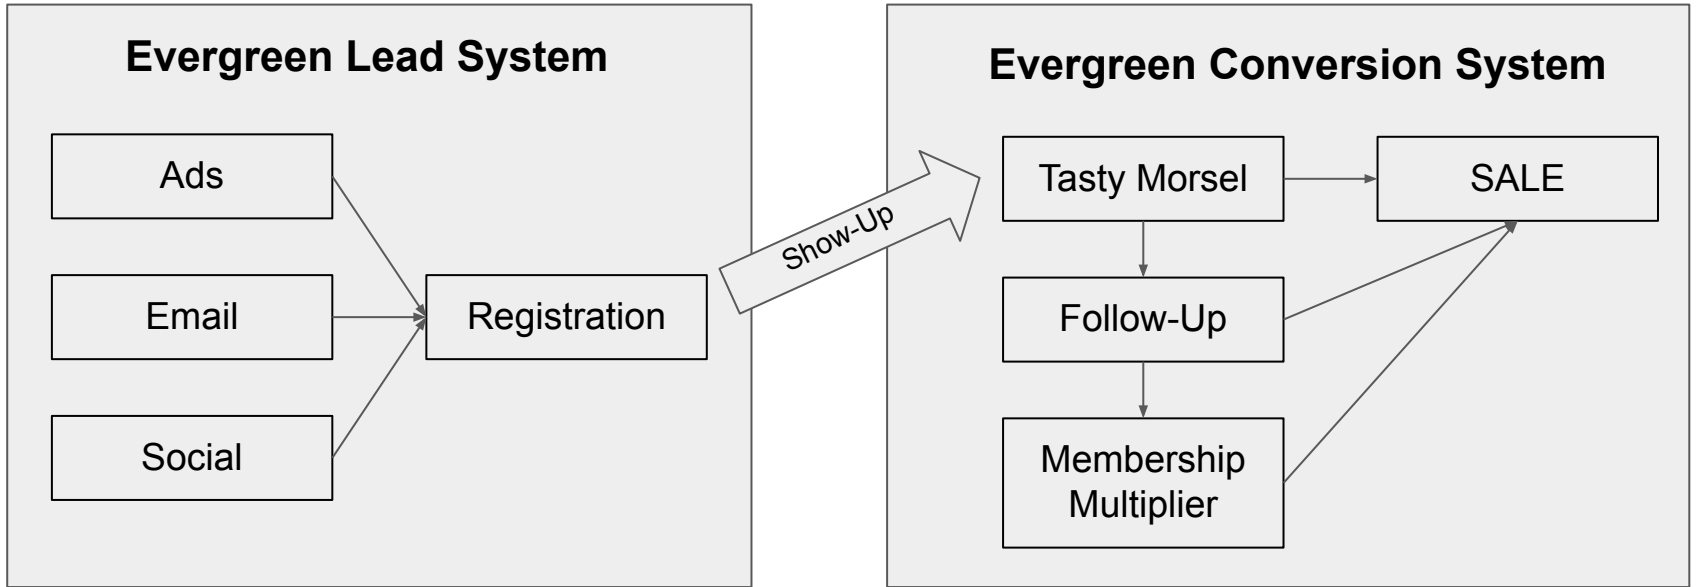 Evergreen Lead System
Ads
Email
Social
Registration
Show-Up
Evergreen Conversion System
Tasty Morsel
SALE
Follow-Up
Membership
Multiplier